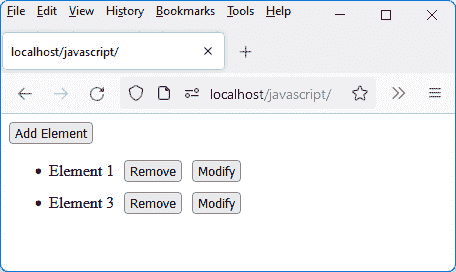 File Edit View History Bookmarks Tools Help
localhost/javascript/
localhost/javascript/
Add Element
Element 1 Remove Modify
Element 3 Remove Modify